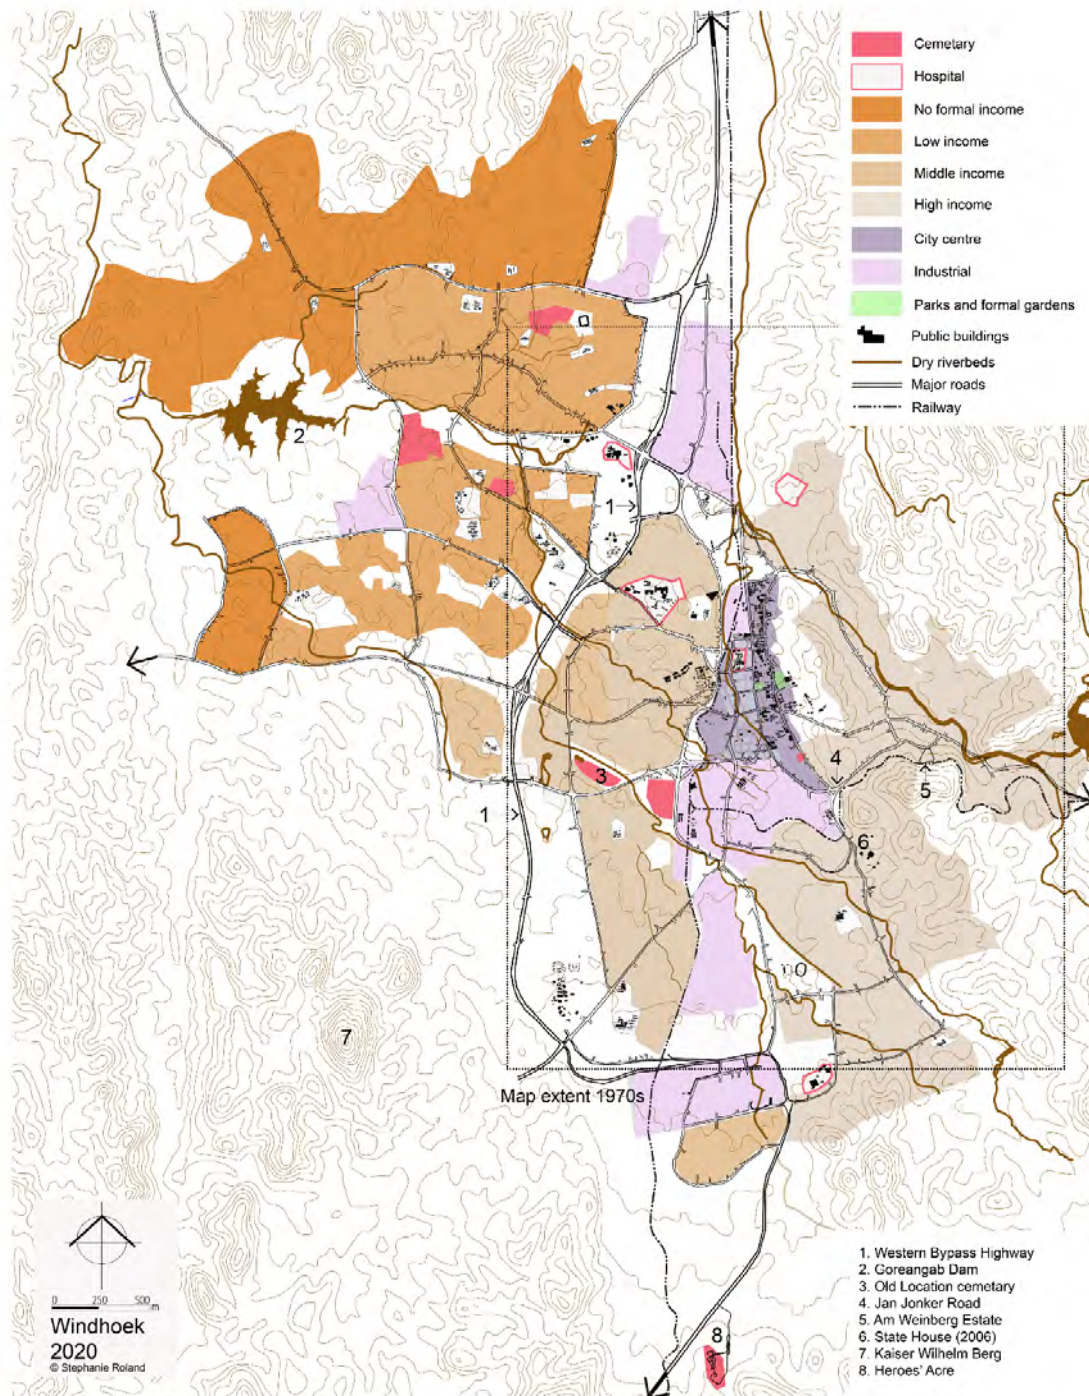 Cemetary
Hospital
No formal income
Low income
Middle income
High income
City centre
Industrial
Parks and formal gardens
Public buildings
Dry riverbeds
Major roads
Railway
2
1
3
4
5
1
6
7
Map extent 1970s
8
0 250 500 m
Windhoek
2020
© Stephanie Roland
1. Western Bypass Highway
2. Goreangab Dam
3. Old Location cemetary
4. Jan Jonker Road
5. Am Weinberg Estate
6. State House (2006)
7. Kaiser Wilhelm Berg
8. Heroes' Acre